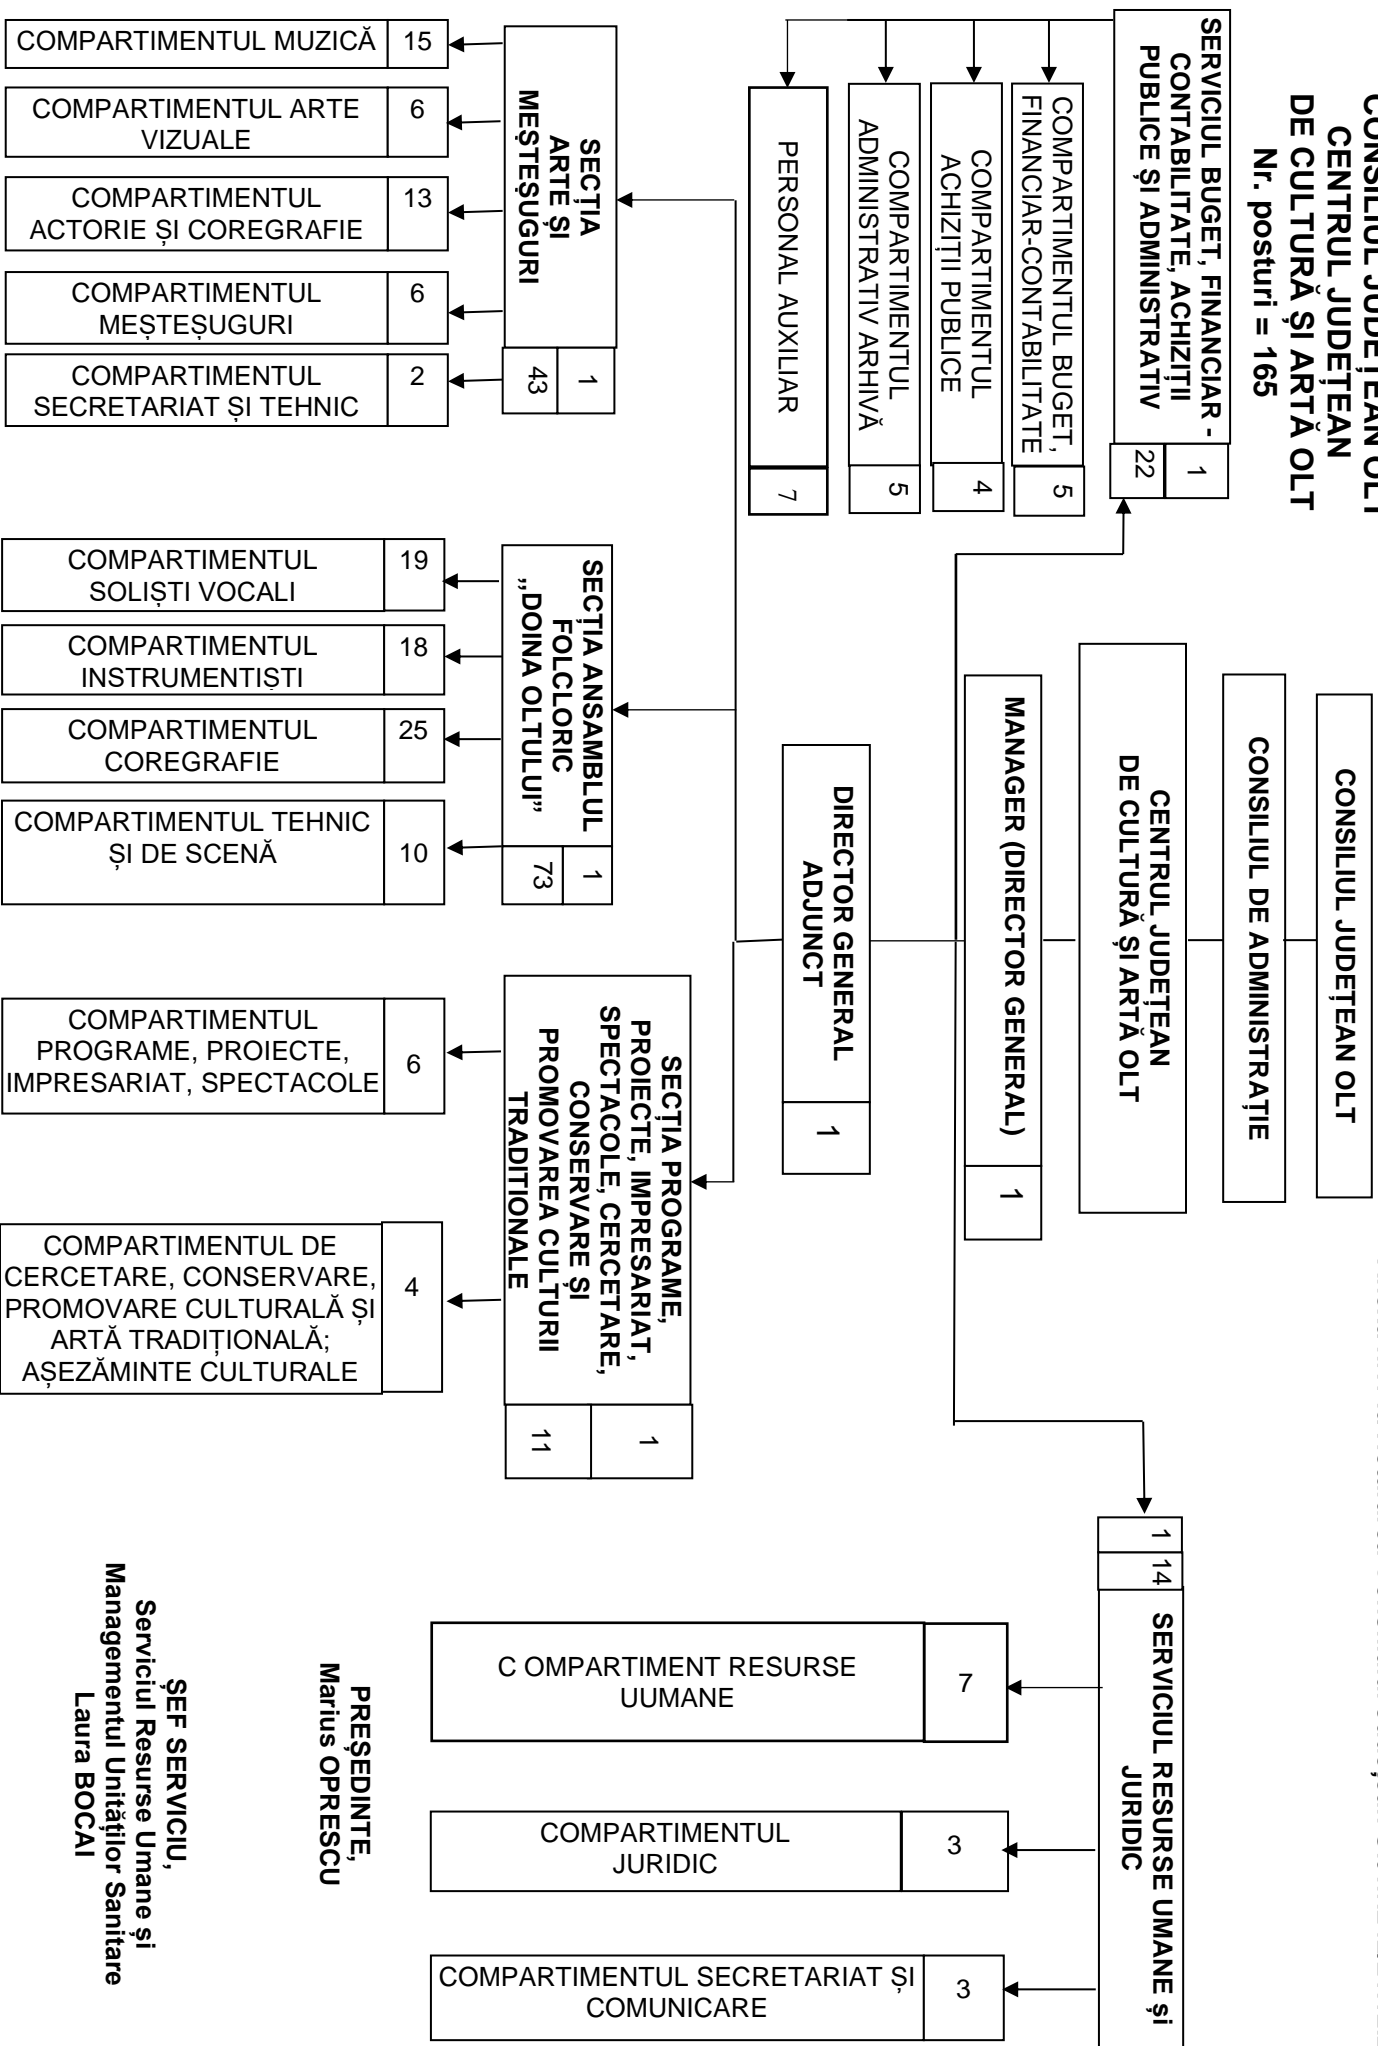 CONSILIUL JUDEȚEAN OLT
CENTRUL JUDEȚEAN
DE CULTURĂ ȘI ARTĂ OLT
Nr. posturi = 165
CONSILIUL JUDEȚEAN OLT
CONSILIUL DE ADMINISTRAȚIE
CENTRUL JUDEȚEAN
DE CULTURĂ ȘI ARTĂ OLT
MANAGER (DIRECTOR GENERAL)
1
SERVICIUL BUGET, FINANCIAR -
CONTABILITATE, ACHIZIȚII
PUBLICE ȘI ADMINISTRATIV
1
22
COMPARTIMENTUL BUGET,
FINANCIAR-CONTABILITATE
5
COMPARTIMENTUL
ACHIZIȚII PUBLICE
4
COMPARTIMENTUL
ADMINISTRATIV ARHIVĂ
5
PERSONAL AUXILIAR
7
SERVICIUL RESURSE UMANE și
JURIDIC
1
14
C OMPARTIMENT RESURSE
UUMANE
7
COMPARTIMENTUL
JURIDIC
3
COMPARTIMENTUL SECRETARIAT ȘI
COMUNICARE
3
DIRECTOR GENERAL
ADJUNCT
1
SECȚIA
ARTE ȘI
MEȘTEȘUGURI
1
43
COMPARTIMENTUL MUZICĂ
15
COMPARTIMENTUL ARTE
VIZUALE
6
COMPARTIMENTUL
ACTORIE ȘI COREGRAFIE
13
COMPARTIMENTUL
MEȘTEȘUGURI
6
COMPARTIMENTUL
SECRETARIAT ȘI TEHNIC
2
SECȚIA ANSAMBLUL
FOLCLORIC
,,DOINA OLTULUI”
1
73
COMPARTIMENTUL
SOLIȘTI VOCALI
19
COMPARTIMENTUL
INSTRUMENTIȘTI
18
COMPARTIMENTUL
COREGRAFIE
25
COMPARTIMENTUL TEHNIC
ȘI DE SCENĂ
10
SECȚIA PROGRAME,
PROIECTE, IMPRESARIAT,
SPECTACOLE, CERCETARE,
CONSERVARE ȘI
PROMOVAREA CULTURII
TRADITIONALE
1
11
COMPARTIMENTUL
PROGRAME, PROIECTE,
IMPRESARIAT, SPECTACOLE
6
COMPARTIMENTUL DE
CERCETARE, CONSERVARE,
PROMOVARE CULTURALĂ ȘI
ARTĂ TRADIȚIONALĂ;
AȘEZĂMINTE CULTURALE
4
PREȘEDINTE,
Marius OPRESCU
ȘEF SERVICIU,
Serviciul Resurse Umane și
Managementul Unităților Sanitare
Laura BOCAI